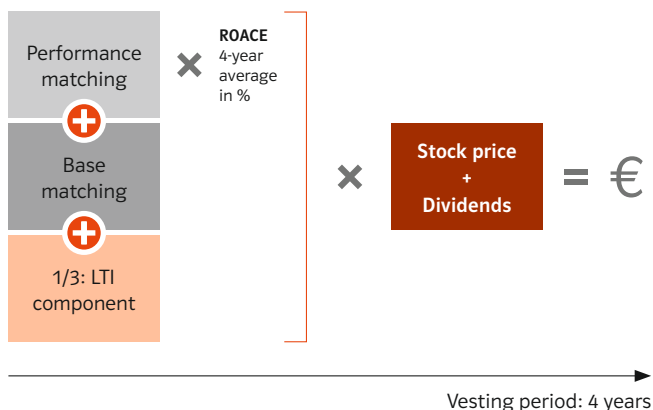 Performance
matching
×
ROACE
4-year
average
in %
+
Base
matching
+
1/3: LTI
component
×
Stock price
+
Dividends
= €
Vesting period: 4 years